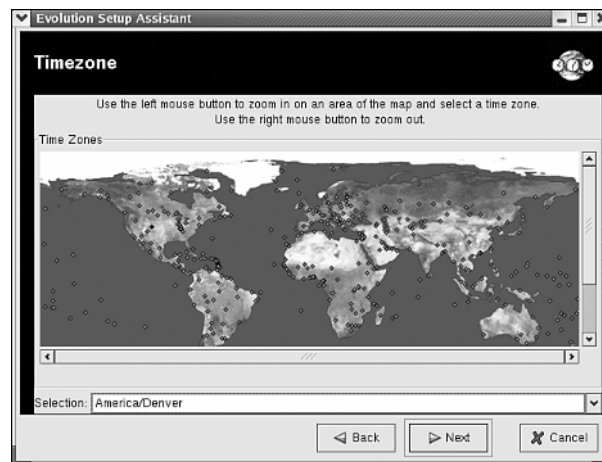 Evolution Setup Assistant
Timezone
Use the left mouse button to zoom in on an area of the map and select a time zone.
Use the right mouse button to zoom out.
Time Zones
Selection: America/Denver
Back
Next
Cancel